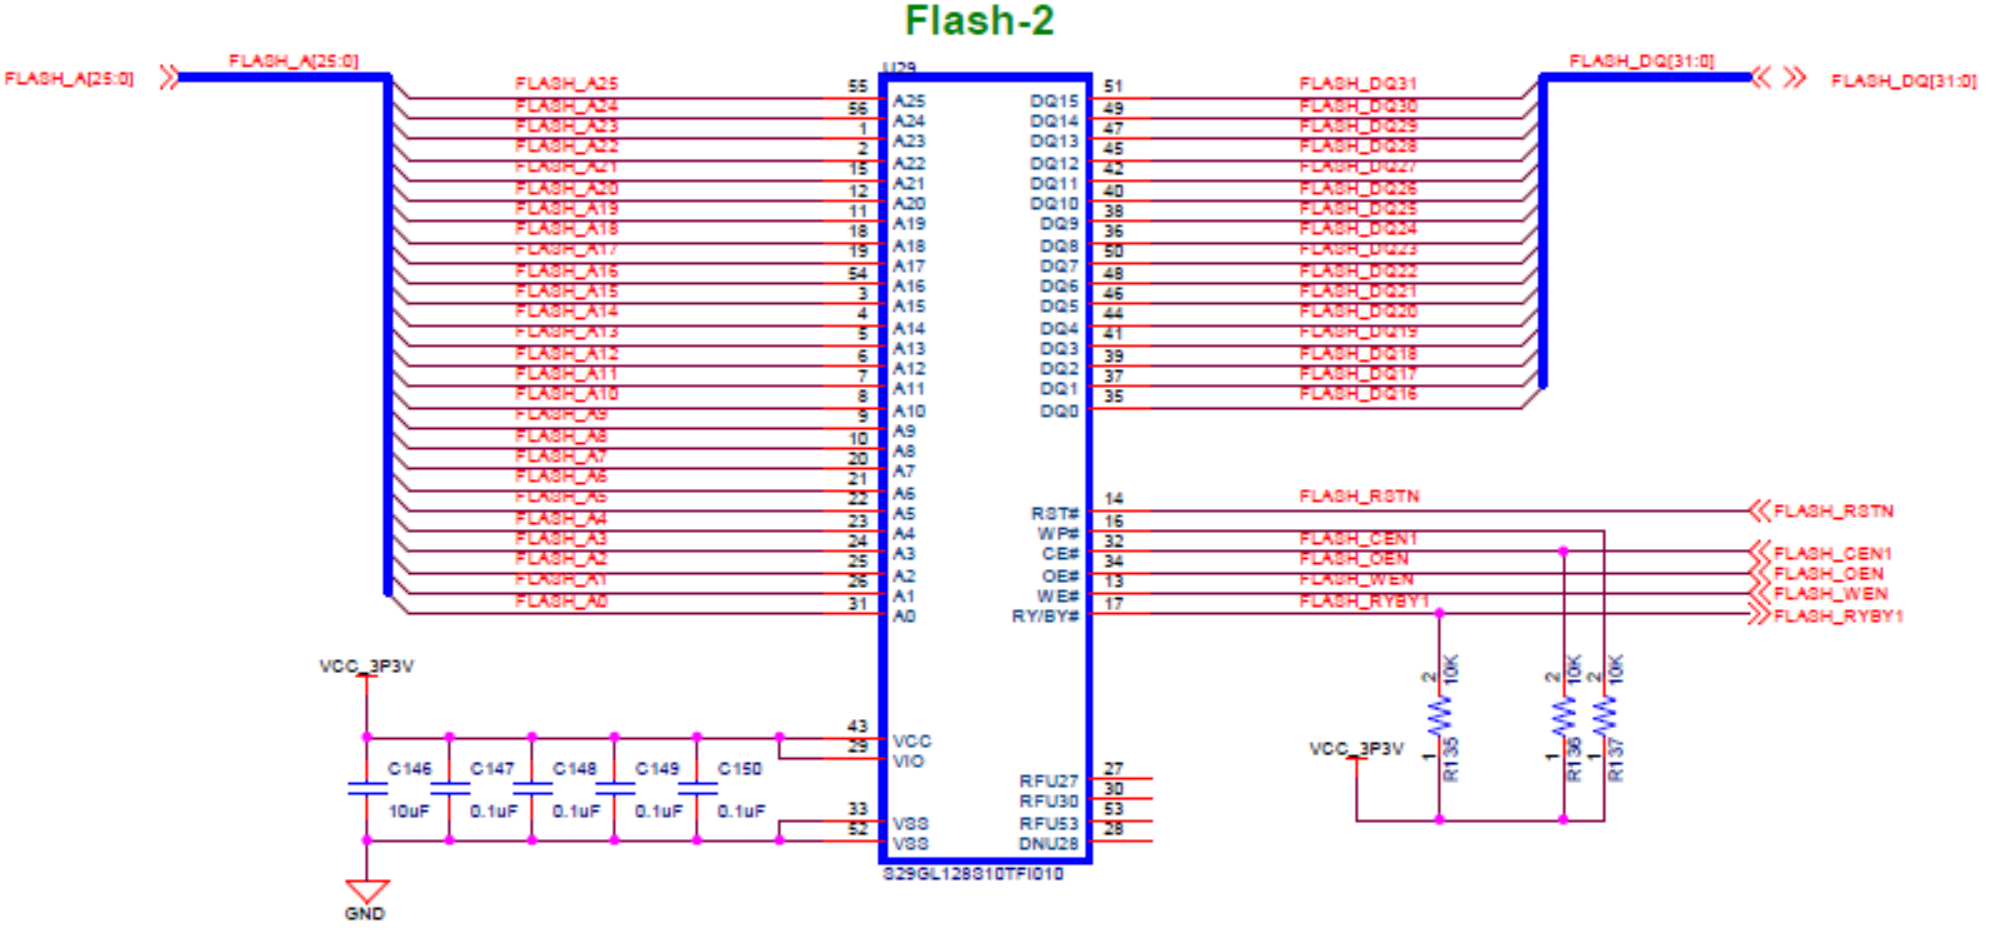 Flash-2
FLASH_A[25:0]
FLASH_A[25:0]
U29
FLASH_DQ[31:0]
FLASH_DQ[31:0]
FLASH_A25 55 A25 DQ15 51 FLASH_DQ31
FLASH_A24 56 A24 DQ14 49 FLASH_DQ30
FLASH_A23 1 A23 DQ13 47 FLASH_DQ29
FLASH_A22 2 A22 DQ12 45 FLASH_DQ28
FLASH_A21 15 A21 DQ11 42 FLASH_DQ27
FLASH_A20 12 A20 DQ10 40 FLASH_DQ26
FLASH_A19 11 A19 DQ9 38 FLASH_DQ25
FLASH_A18 18 A18 DQ8 36 FLASH_DQ24
FLASH_A17 19 A17 DQ7 50 FLASH_DQ23
FLASH_A16 54 A16 DQ6 48 FLASH_DQ22
FLASH_A15 3 A15 DQ5 46 FLASH_DQ21
FLASH_A14 4 A14 DQ4 44 FLASH_DQ20
FLASH_A13 5 A13 DQ3 41 FLASH_DQ19
FLASH_A12 6 A12 DQ2 39 FLASH_DQ18
FLASH_A11 7 A11 DQ1 37 FLASH_DQ17
FLASH_A10 8 A10 DQ0 35 FLASH_DQ16
FLASH_A9 9 A9
FLASH_A8 10 A8
FLASH_A7 20 A7
FLASH_A6 21 A6
FLASH_A5 22 A5 RST# 14 FLASH_RSTN FLASH_RSTN
FLASH_A4 23 A4 WP# 16
FLASH_A3 24 A3 CE# 32 FLASH_CEN1 FLASH_CEN1
FLASH_A2 25 A2 OE# 34 FLASH_OEN FLASH_OEN
FLASH_A1 26 A1 WE# 13 FLASH_WEN FLASH_WEN
FLASH_A0 31 A0 RY/BY# 17 FLASH_RYBY1 FLASH_RYBY1
VCC_3P3V
2 10K 2 10K 2 10K
43 VCC
29 VIO
VCC_3P3V
1 R135 1 R136 1 R137
C146 C147 C148 C149 C150
10uF 0.1uF 0.1uF 0.1uF 0.1uF
RFU27 27
RFU30 30
33 VSS RFU53 53
52 VSS DNU28 28
S29GL128S10TFI010
GND